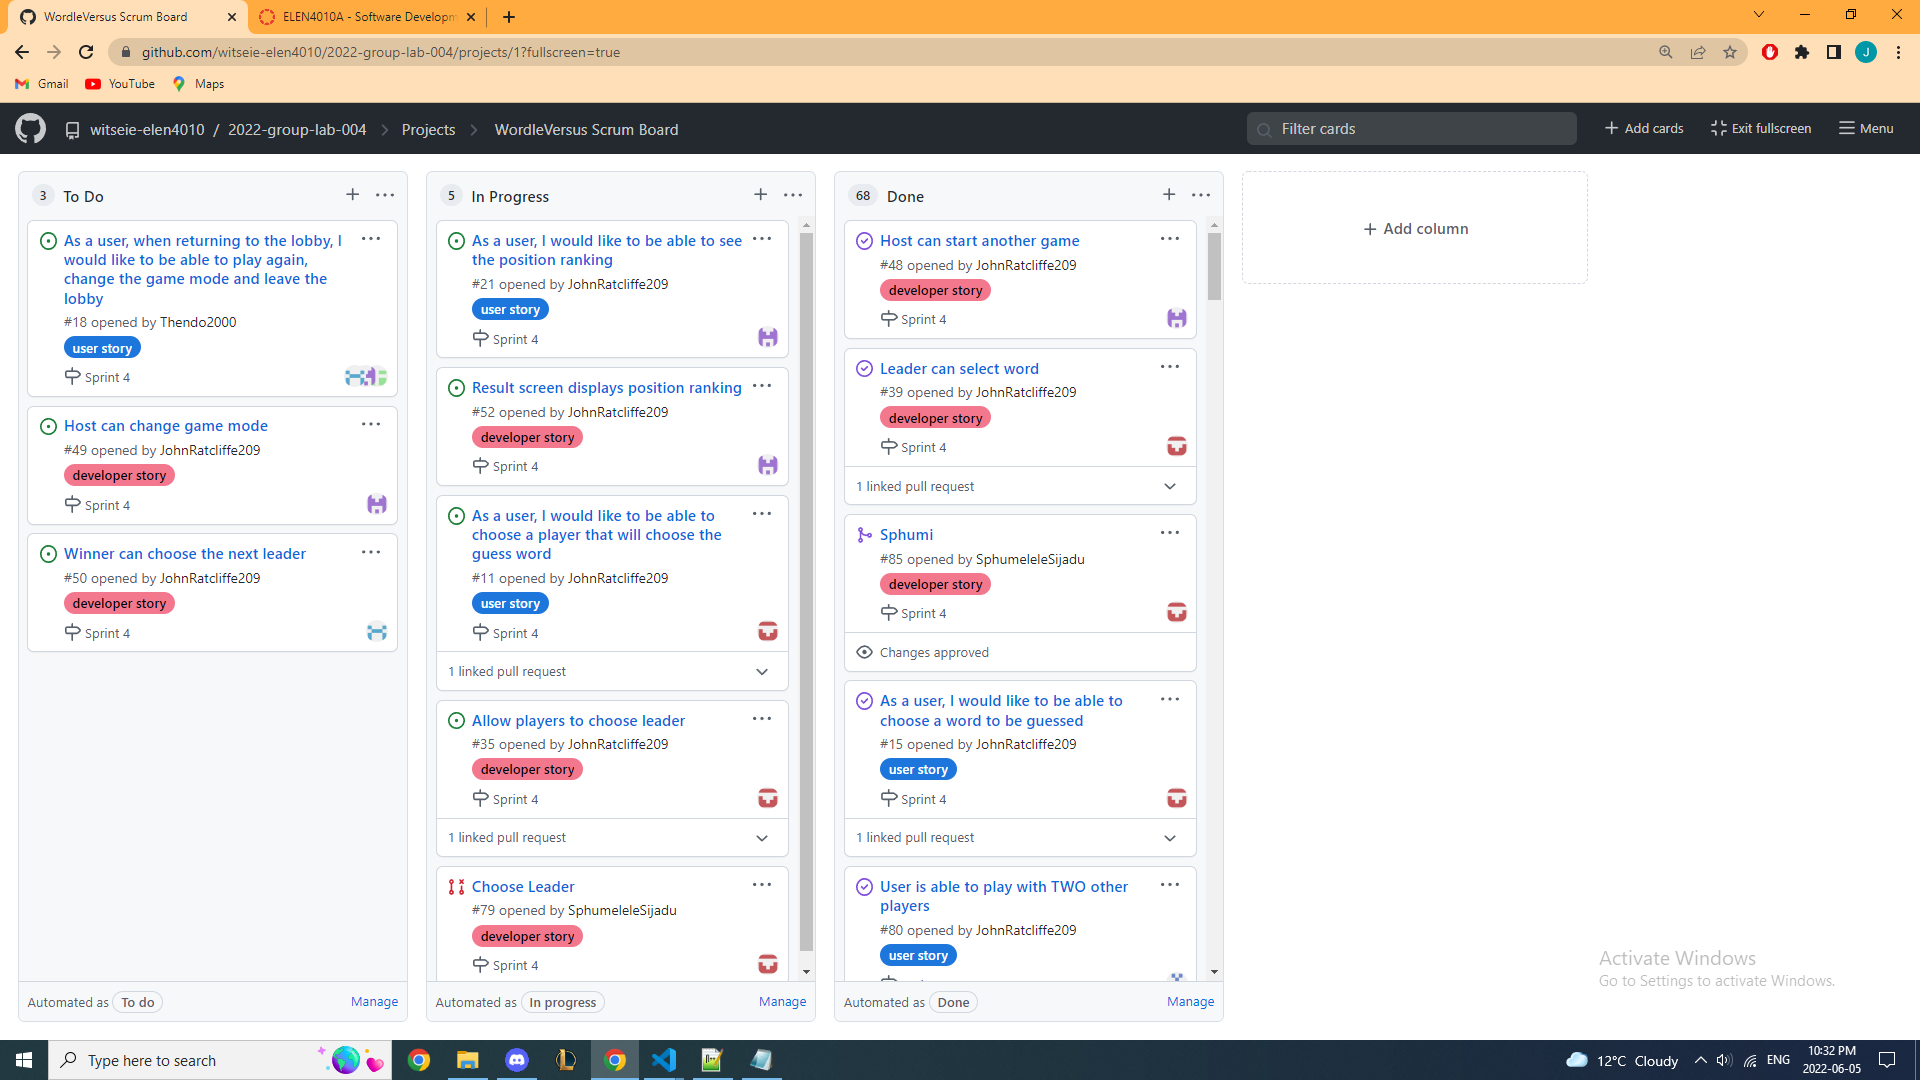 WordleVersus Scrum Board
ELEN4010A - Software Developm
github.com/witseie-elen4010/2022-group-lab-004/projects/1?fullscreen=true
J
Gmail
YouTube
Maps
witseie-elen4010 / 2022-group-lab-004 Projects WordleVersus Scrum Board
Filter cards
Add cards
Exit fullscreen
Menu
3 To Do
As a user, when returning to the lobby, I
would like to be able to play again,
change the game mode and leave the
lobby
#18 opened by Thendo2000
user story
Sprint 4
Host can change game mode
#49 opened by JohnRatcliffe209
developer story
Sprint 4
Winner can choose the next leader
#50 opened by JohnRatcliffe209
developer story
Sprint 4
Automated as To do
Manage
5 In Progress
As a user, I would like to be able to see
the position ranking
#21 opened by JohnRatcliffe209
user story
Sprint 4
Result screen displays position ranking
#52 opened by JohnRatcliffe209
developer story
Sprint 4
As a user, I would like to be able to
choose a player that will choose the
guess word
#11 opened by JohnRatcliffe209
user story
Sprint 4
1 linked pull request
Allow players to choose leader
#35 opened by JohnRatcliffe209
developer story
Sprint 4
1 linked pull request
Choose Leader
#79 opened by SphumeleleSijadu
developer story
Sprint 4
Automated as In progress
Manage
68 Done
Host can start another game
#48 opened by JohnRatcliffe209
developer story
Sprint 4
Leader can select word
#39 opened by JohnRatcliffe209
developer story
Sprint 4
1 linked pull request
Sphumi
#85 opened by SphumeleleSijadu
developer story
Sprint 4
Changes approved
As a user, I would like to be able to
choose a word to be guessed
#15 opened by JohnRatcliffe209
user story
Sprint 4
1 linked pull request
User is able to play with TWO other
players
#80 opened by JohnRatcliffe209
user story
Automated as Done
Manage
Add column
Activate Windows
Go to Settings to activate Windows.
Type here to search
12°C Cloudy
ENG
10:32 PM
2022-06-05